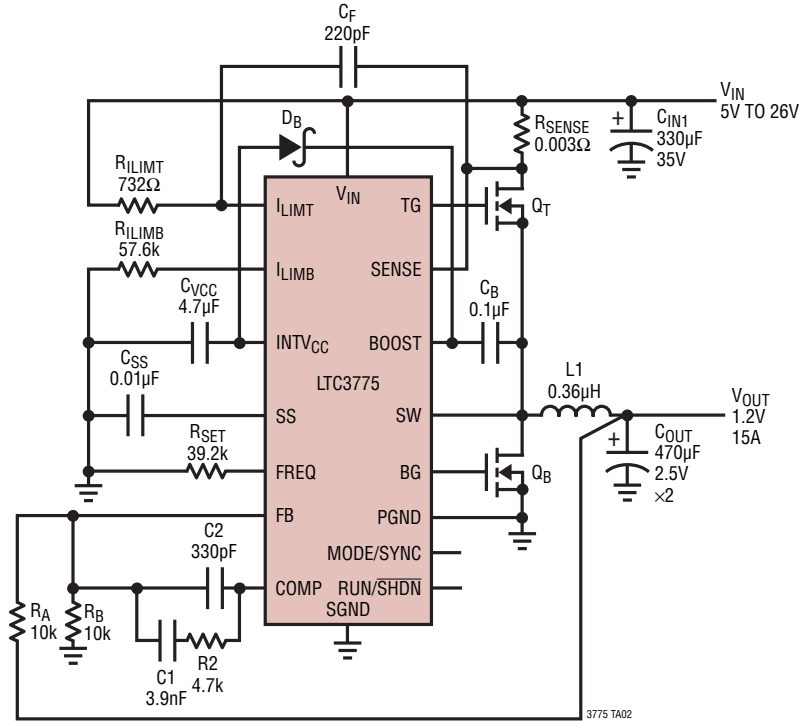 CF
220pF
VIN
5V TO 26V
DB
RSENSE
0.003Ω
+
CIN1
330µF
35V
RILIMT
732Ω
ILIMT
VIN
TG
QT
RILIMB
57.6k
ILIMB
SENSE
CVCC
4.7µF
CB
0.1µF
INTVCC
BOOST
CSS
0.01µF
LTC3775
L1
0.36µH
SS
SW
VOUT
1.2V
15A
+
COUT
470µF
2.5V
×2
RSET
39.2k
FREQ
BG
QB
FB
PGND
C2
330pF
MODE/SYNC
COMP
RUN/SHDN
SGND
RA
10k
RB
10k
C1
3.9nF
R2
4.7k
3775 TA02